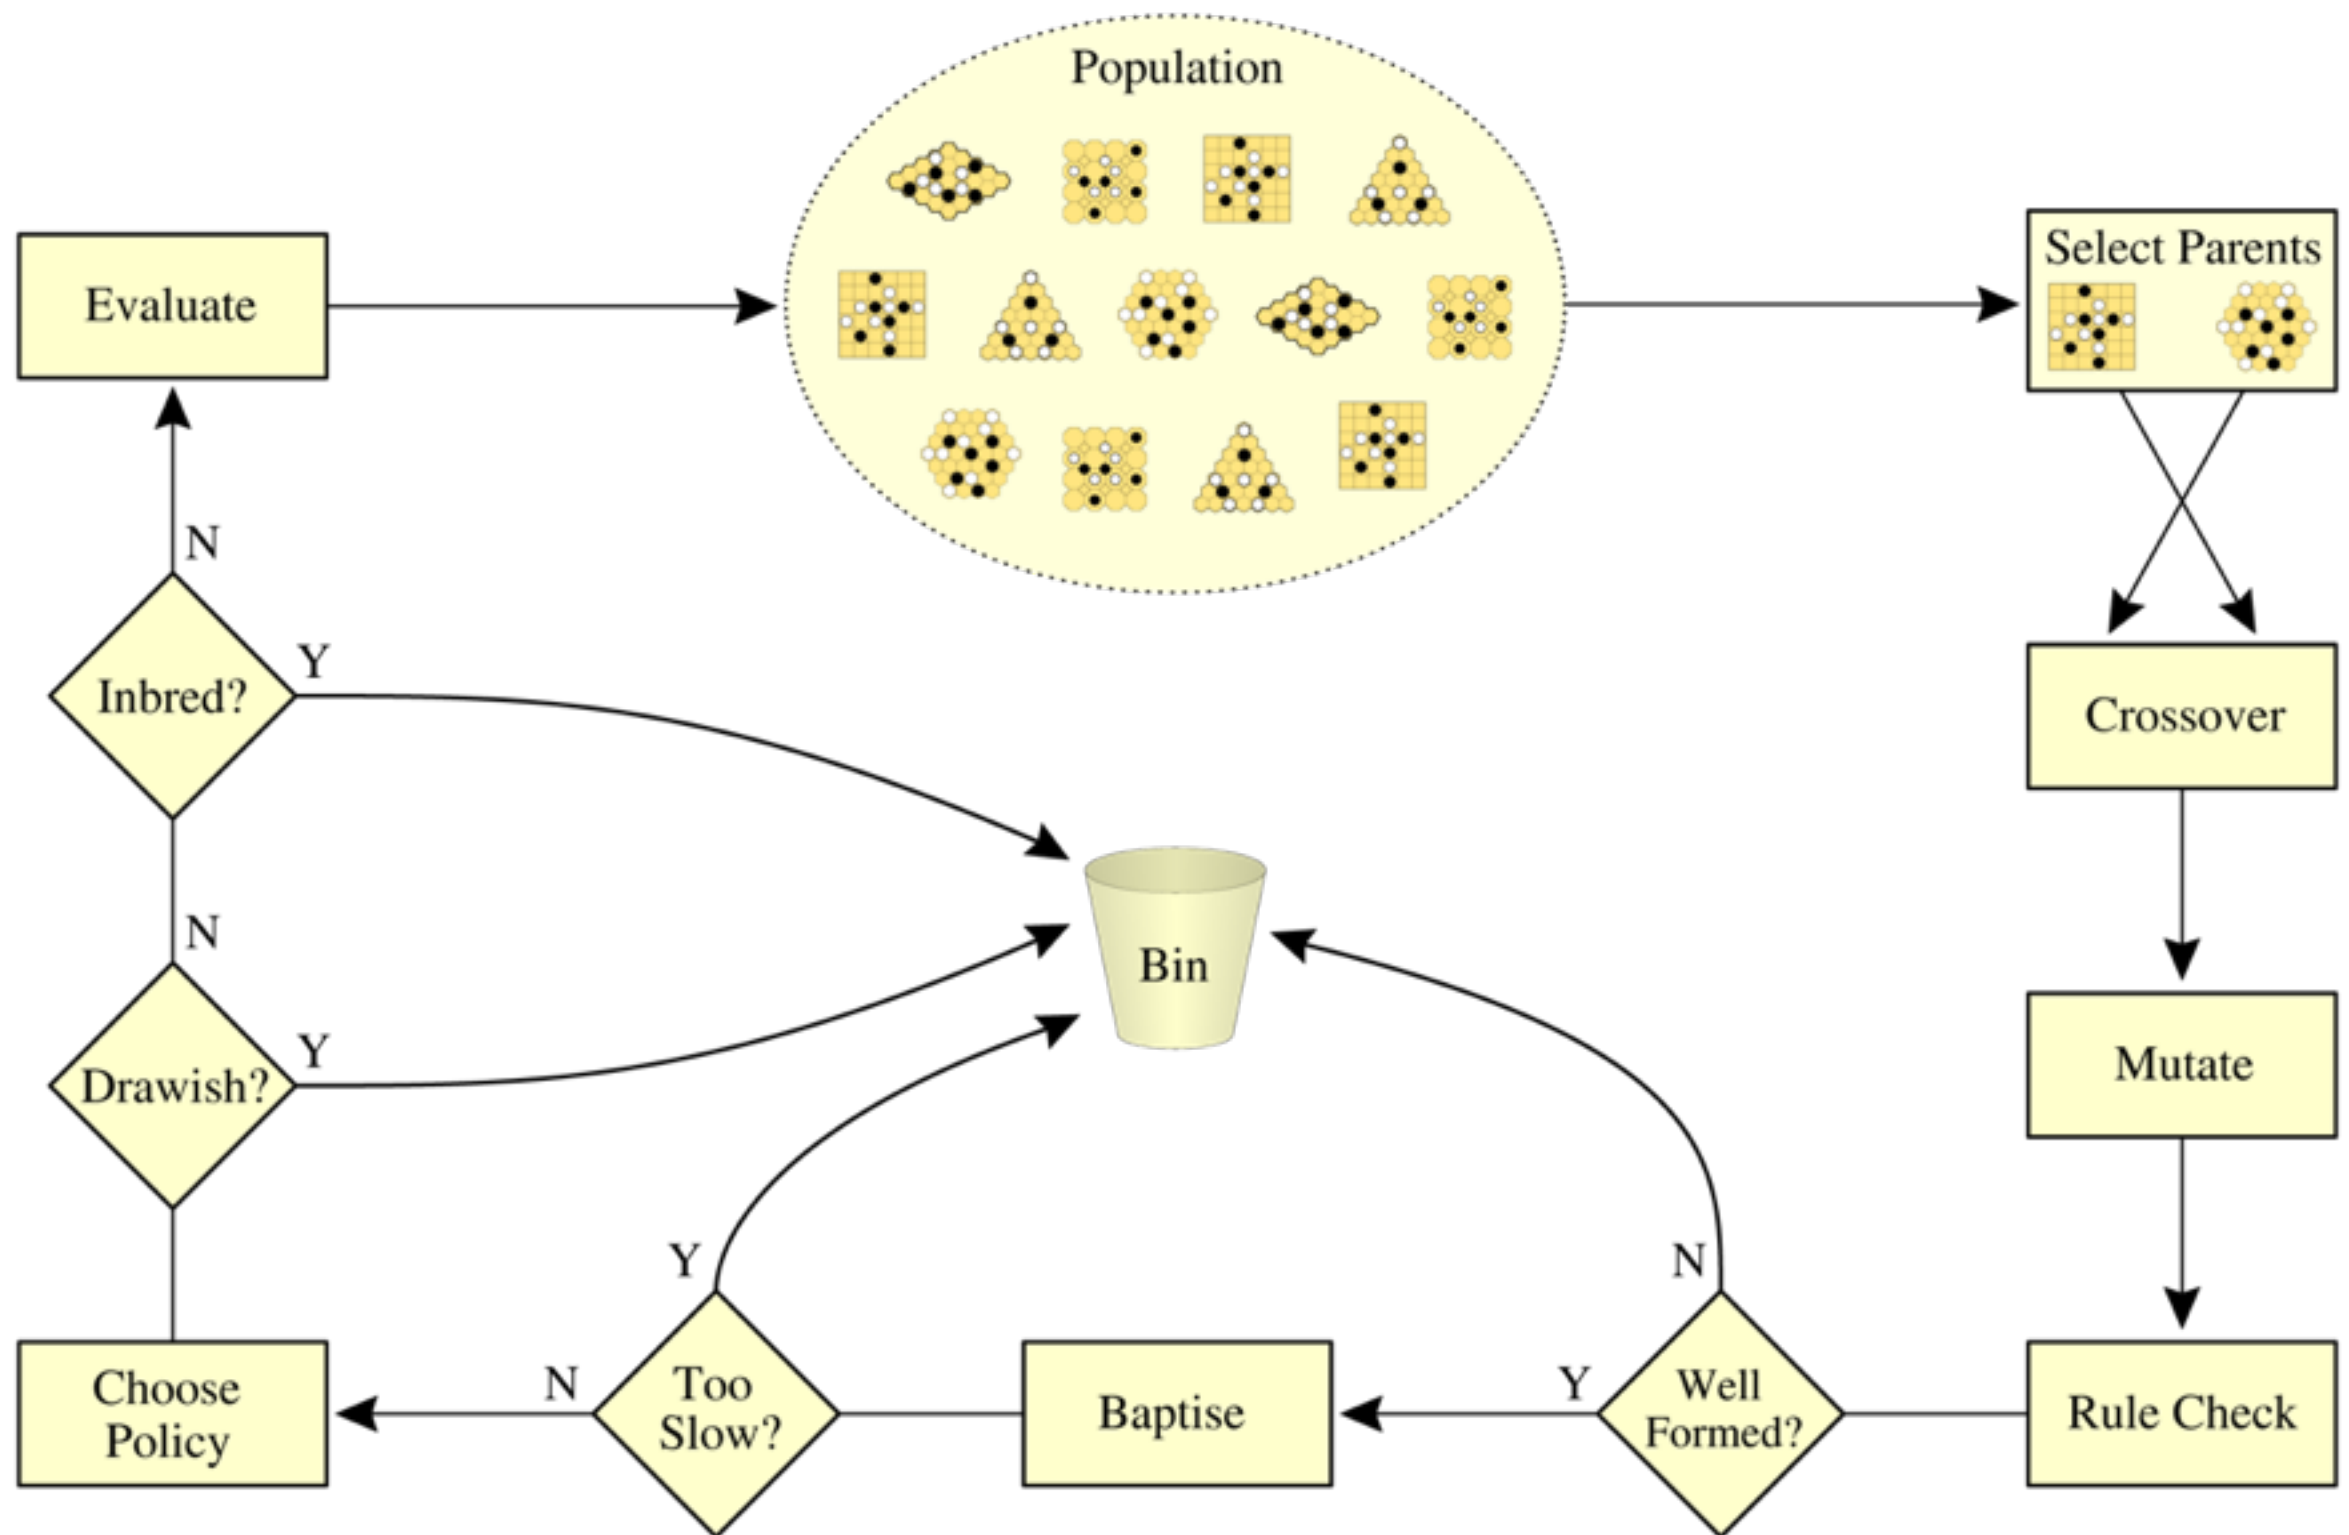 Population
Select Parents
Evaluate
N
Y
Inbred?
Crossover
N
Bin
Y
Drawish?
Mutate
Y
N
Choose
Policy
N
Too
Slow?
Baptise
Y
Well
Formed?
Rule Check